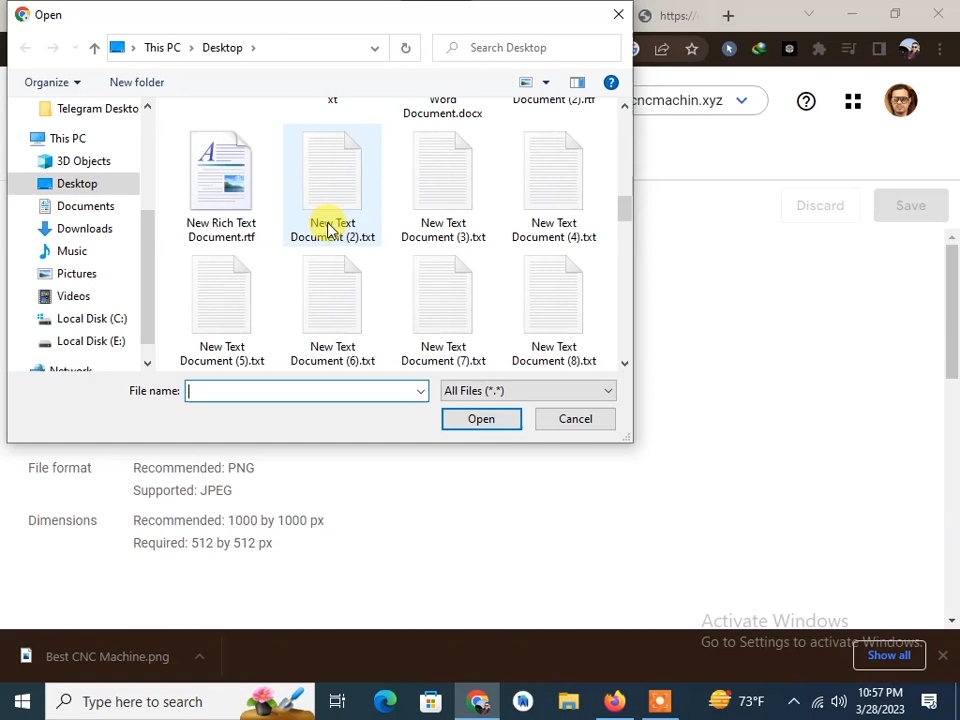 Open
https://
This PC
Desktop
Search Desktop
Organize
New folder
xt
Word
Document.docx
Document (2).rtf
cncmachin.xyz
Telegram Deskto
This PC
3D Objects
Desktop
Documents
Downloads
Music
Pictures
Videos
Local Disk (C:)
Local Disk (E:)
Network
New Rich Text
Document.rtf
New Text
Document (2).txt
New Text
Document (3).txt
New Text
Document (4).txt
New Text
Document (5).txt
New Text
Document (6).txt
New Text
Document (7).txt
New Text
Document (8).txt
Discard
Save
File name:
All Files (*.*)
Open
Cancel
File format
Recommended: PNG
Supported: JPEG
Dimensions
Recommended: 1000 by 1000 px
Required: 512 by 512 px
Activate Windows
Go to Settings to activate Windows.
Best CNC Machine.png
Show all
Type here to search
73°F
10:57 PM
3/28/2023